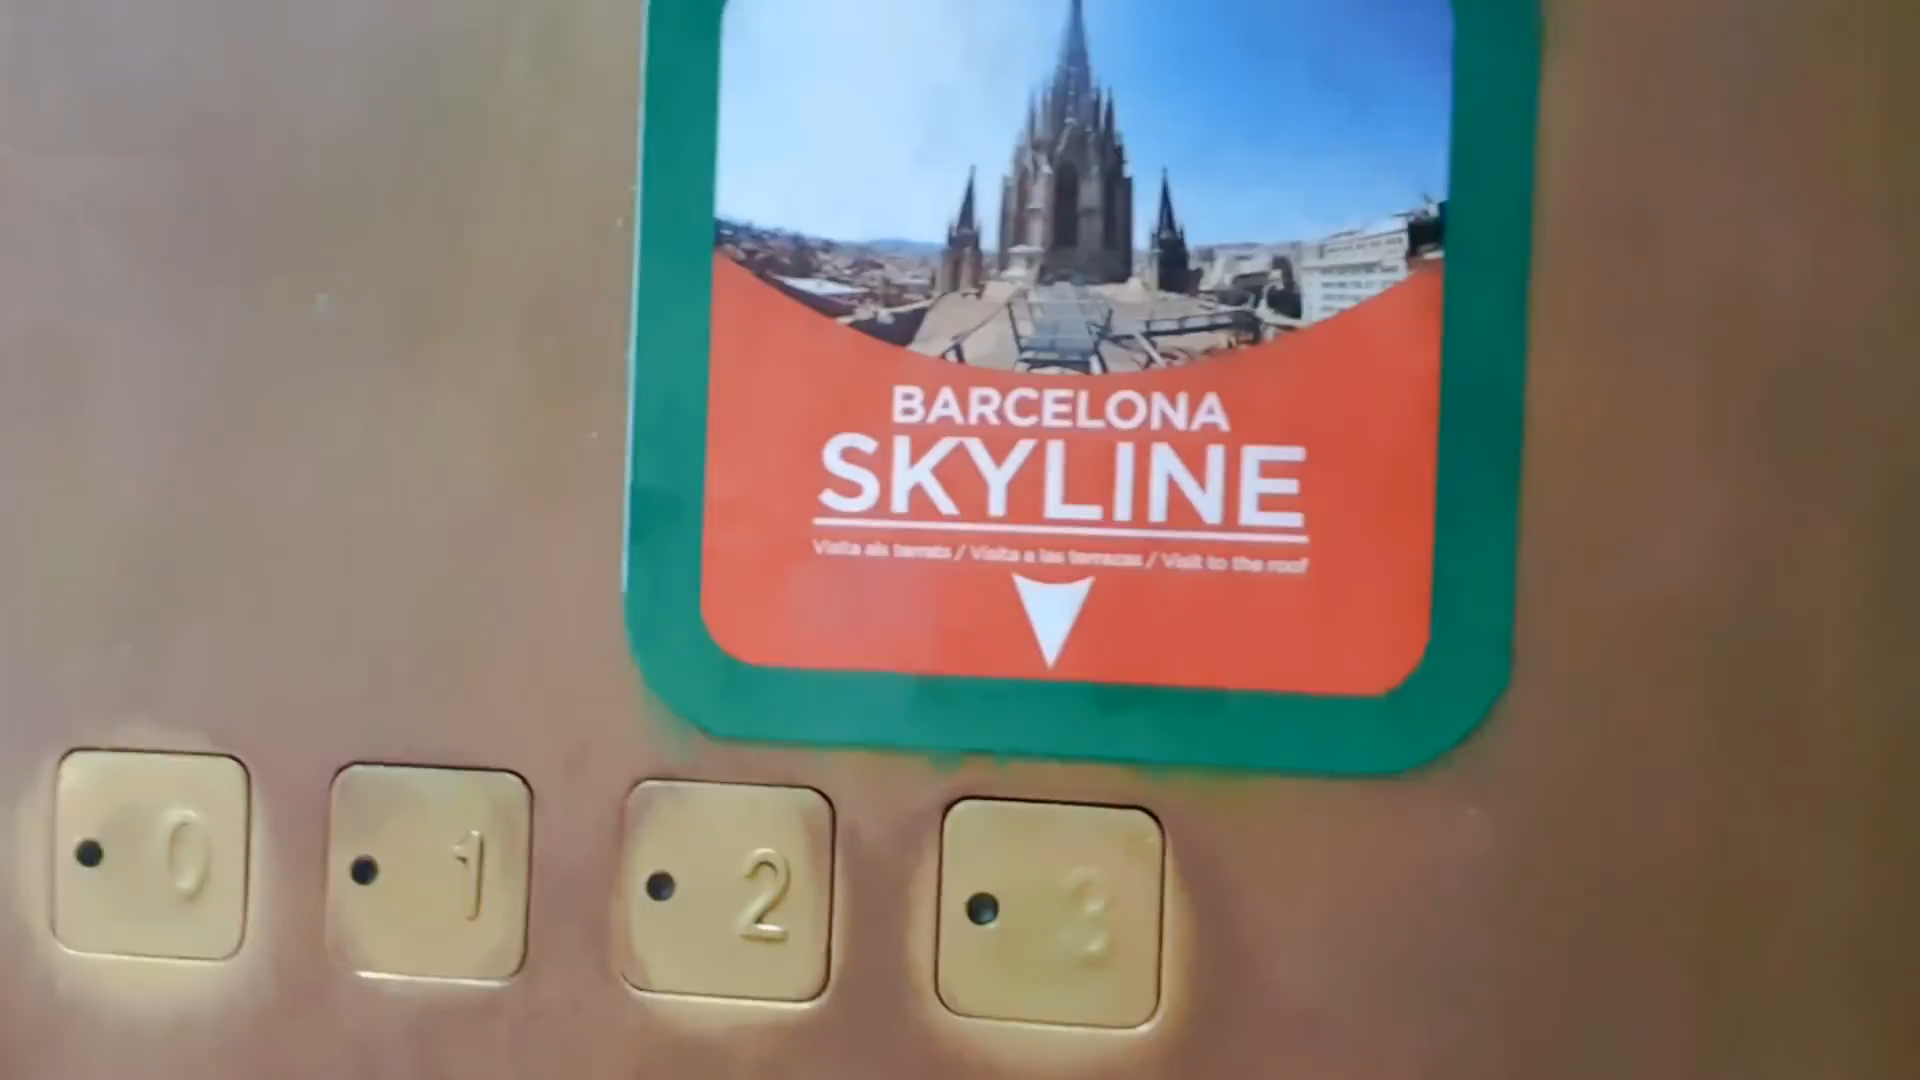 BARCELONA
SKYLINE
Visita als terrats / Visita a las terrazas / Visit to the roof
0 1 2 3